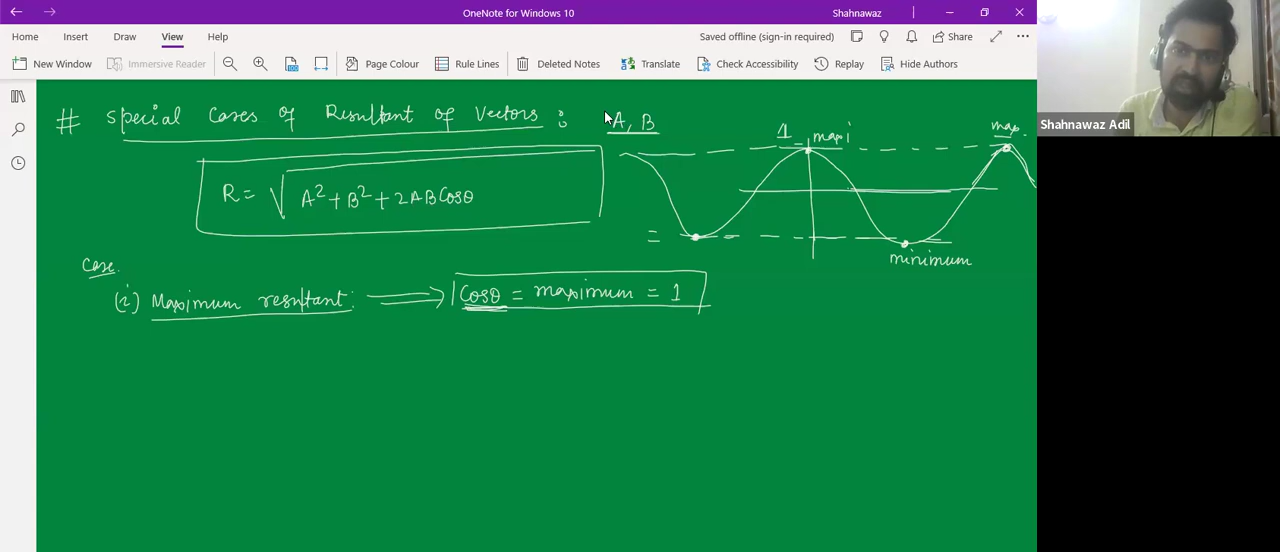 OneNote for Windows 10
Shahnawaz
Home Insert Draw View Help
Saved offline (sign-in required) Share
New Window Immersive Reader Page Colour Rule Lines Deleted Notes Translate Check Accessibility Replay Hide Authors
Shahnawaz Adil
# Special Cases of Resultant of Vectors : A, B
1 maxi
max.
R = √A²+B²+2ABCosθ
=
minimum
Case.
(i) Maximum resultant: ⟹ Cosθ = maximum = 1